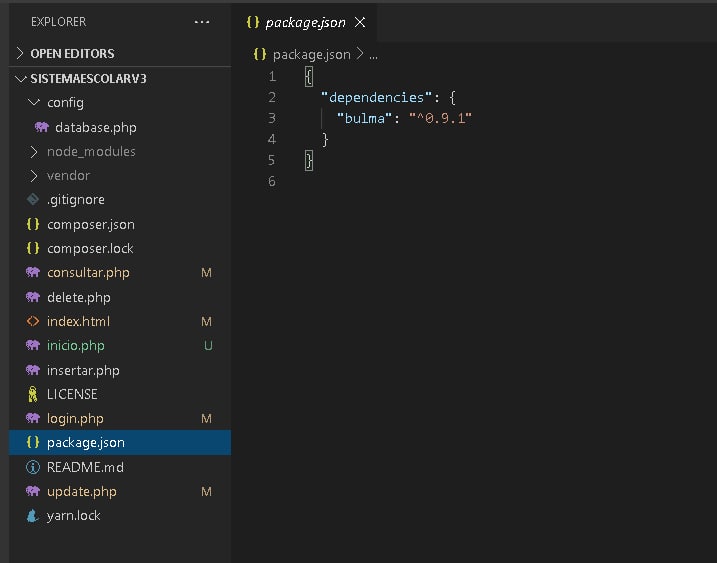 EXPLORER
...
OPEN EDITORS
SISTEMAESCOLARV3
config
database.php
node_modules
vendor
.gitignore
{} composer.json
{} composer.lock
consultar.php M
delete.php
<> index.html M
inicio.php U
insertar.php
LICENSE
login.php M
{} package.json
README.md
update.php M
yarn.lock
{} package.json ×
{} package.json > ...
1 {
2 "dependencies": {
3 "bulma": "^0.9.1"
4 }
5 }
6